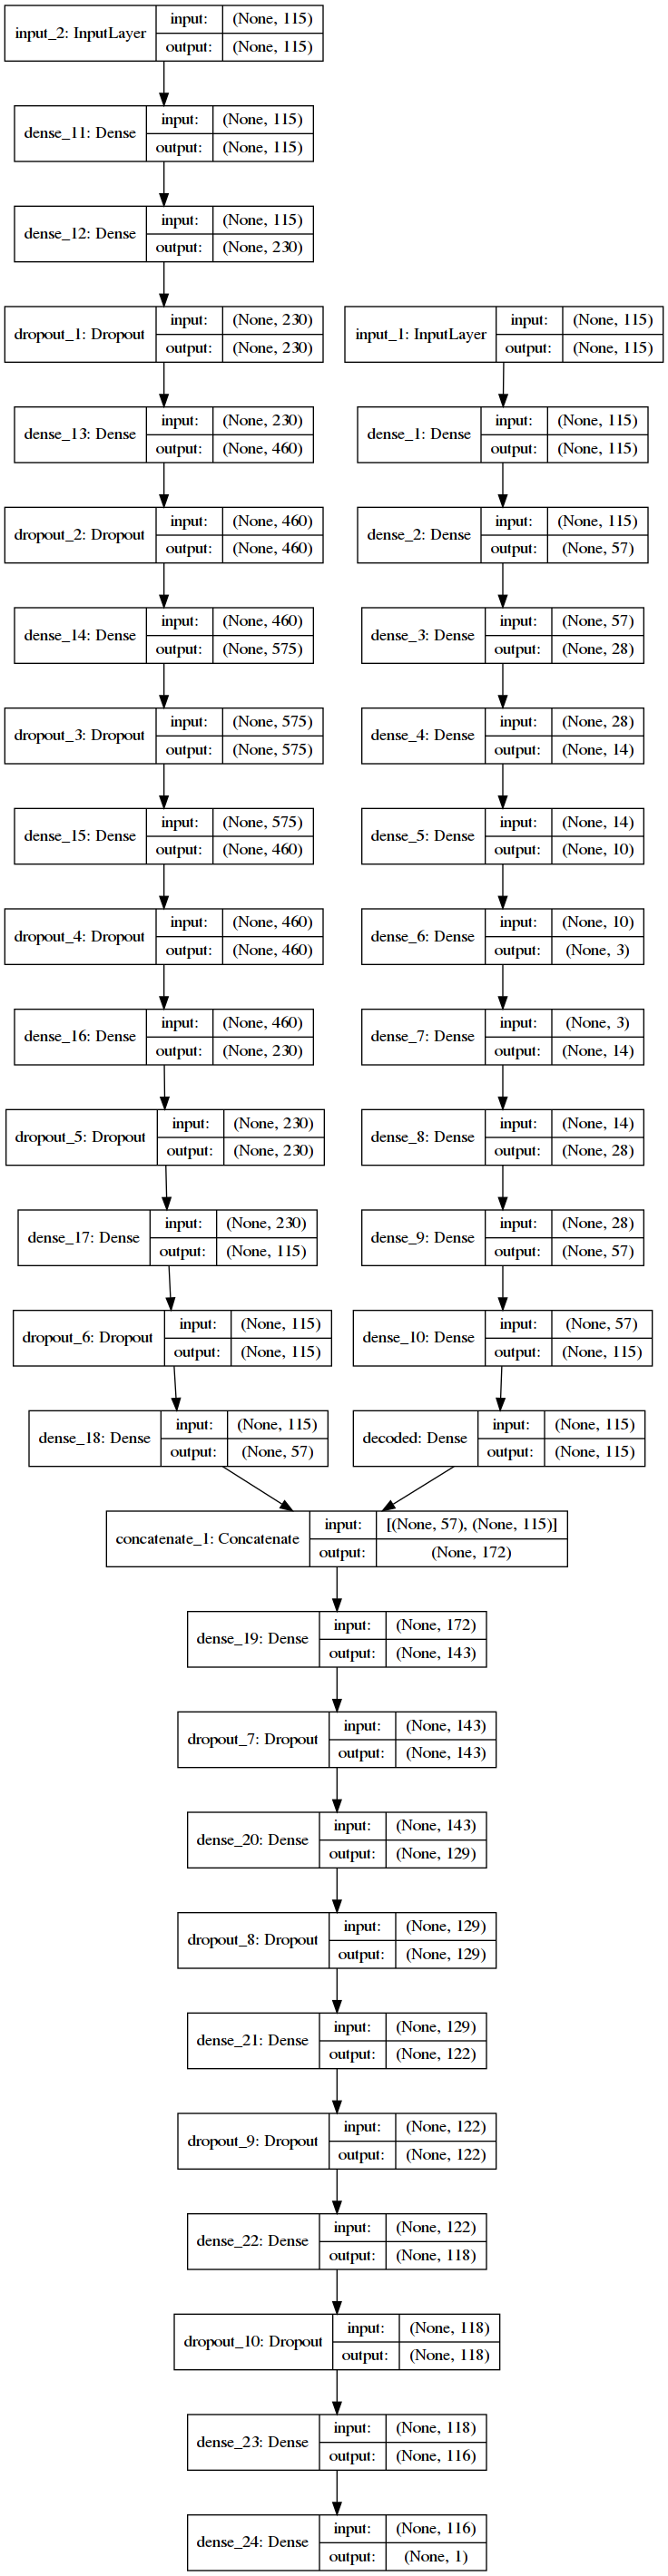 input_2: InputLayer
input: (None, 115)
output: (None, 115)
dense_11: Dense
input: (None, 115)
output: (None, 115)
dense_12: Dense
input: (None, 115)
output: (None, 230)
dropout_1: Dropout
input: (None, 230)
output: (None, 230)
input_1: InputLayer
input: (None, 115)
output: (None, 115)
dense_13: Dense
input: (None, 230)
output: (None, 460)
dense_1: Dense
input: (None, 115)
output: (None, 115)
dropout_2: Dropout
input: (None, 460)
output: (None, 460)
dense_2: Dense
input: (None, 115)
output: (None, 57)
dense_14: Dense
input: (None, 460)
output: (None, 575)
dense_3: Dense
input: (None, 57)
output: (None, 28)
dropout_3: Dropout
input: (None, 575)
output: (None, 575)
dense_4: Dense
input: (None, 28)
output: (None, 14)
dense_15: Dense
input: (None, 575)
output: (None, 460)
dense_5: Dense
input: (None, 14)
output: (None, 10)
dropout_4: Dropout
input: (None, 460)
output: (None, 460)
dense_6: Dense
input: (None, 10)
output: (None, 3)
dense_16: Dense
input: (None, 460)
output: (None, 230)
dense_7: Dense
input: (None, 3)
output: (None, 14)
dropout_5: Dropout
input: (None, 230)
output: (None, 230)
dense_8: Dense
input: (None, 14)
output: (None, 28)
dense_17: Dense
input: (None, 230)
output: (None, 115)
dense_9: Dense
input: (None, 28)
output: (None, 57)
dropout_6: Dropout
input: (None, 115)
output: (None, 115)
dense_10: Dense
input: (None, 57)
output: (None, 115)
dense_18: Dense
input: (None, 115)
output: (None, 57)
decoded: Dense
input: (None, 115)
output: (None, 115)
concatenate_1: Concatenate
input: [(None, 57), (None, 115)]
output: (None, 172)
dense_19: Dense
input: (None, 172)
output: (None, 143)
dropout_7: Dropout
input: (None, 143)
output: (None, 143)
dense_20: Dense
input: (None, 143)
output: (None, 129)
dropout_8: Dropout
input: (None, 129)
output: (None, 129)
dense_21: Dense
input: (None, 129)
output: (None, 122)
dropout_9: Dropout
input: (None, 122)
output: (None, 122)
dense_22: Dense
input: (None, 122)
output: (None, 118)
dropout_10: Dropout
input: (None, 118)
output: (None, 118)
dense_23: Dense
input: (None, 118)
output: (None, 116)
dense_24: Dense
input: (None, 116)
output: (None, 1)